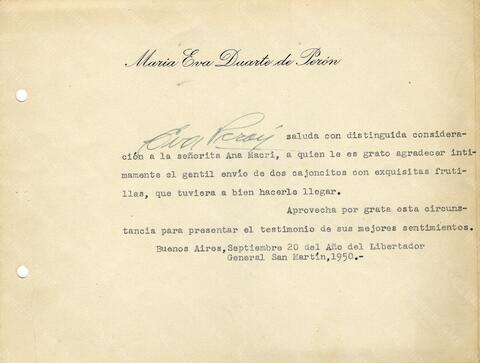 Maria Eva Duarte de Perón
Eva Perón saluda con distinguida considera-
ción a la señorita Ana Macri, a quien le es grato agradecer inti-
mamente el gentil envio de dos cajoncitos con exquisitas fruti-
llas, que tuviera a bien hacerle llegar.
Aprovecha por grata esta circuns-
tancia para presentar el testimonio de sus mejores sentimientos.
Buenos Aires, Septiembre 20 del Año del Libertador
General San Martín, 1950.-